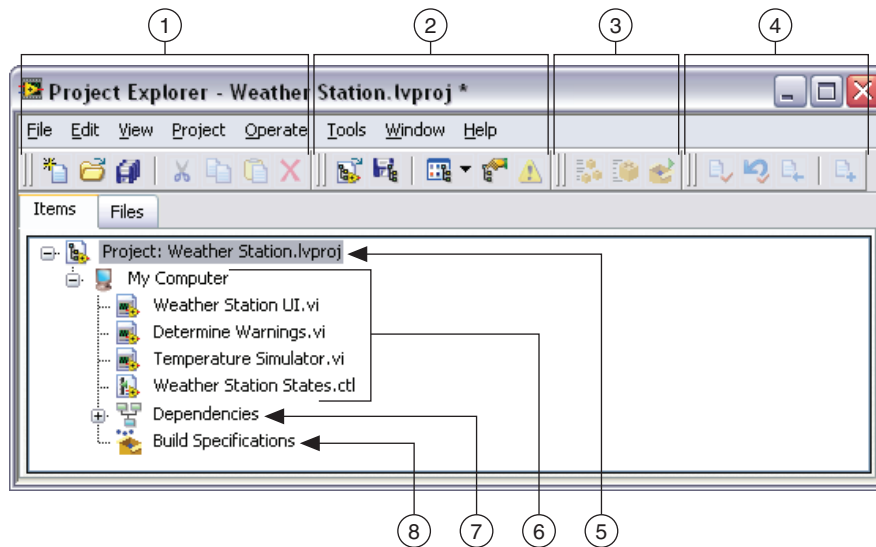 1 2 3 4
Project Explorer - Weather Station.lvproj *
File Edit View Project Operate Tools Window Help
Items Files
Project: Weather Station.lvproj
My Computer
Weather Station UI.vi
Determine Warnings.vi
Temperature Simulator.vi
Weather Station States.ctl
Dependencies
Build Specifications
8 7 6 5